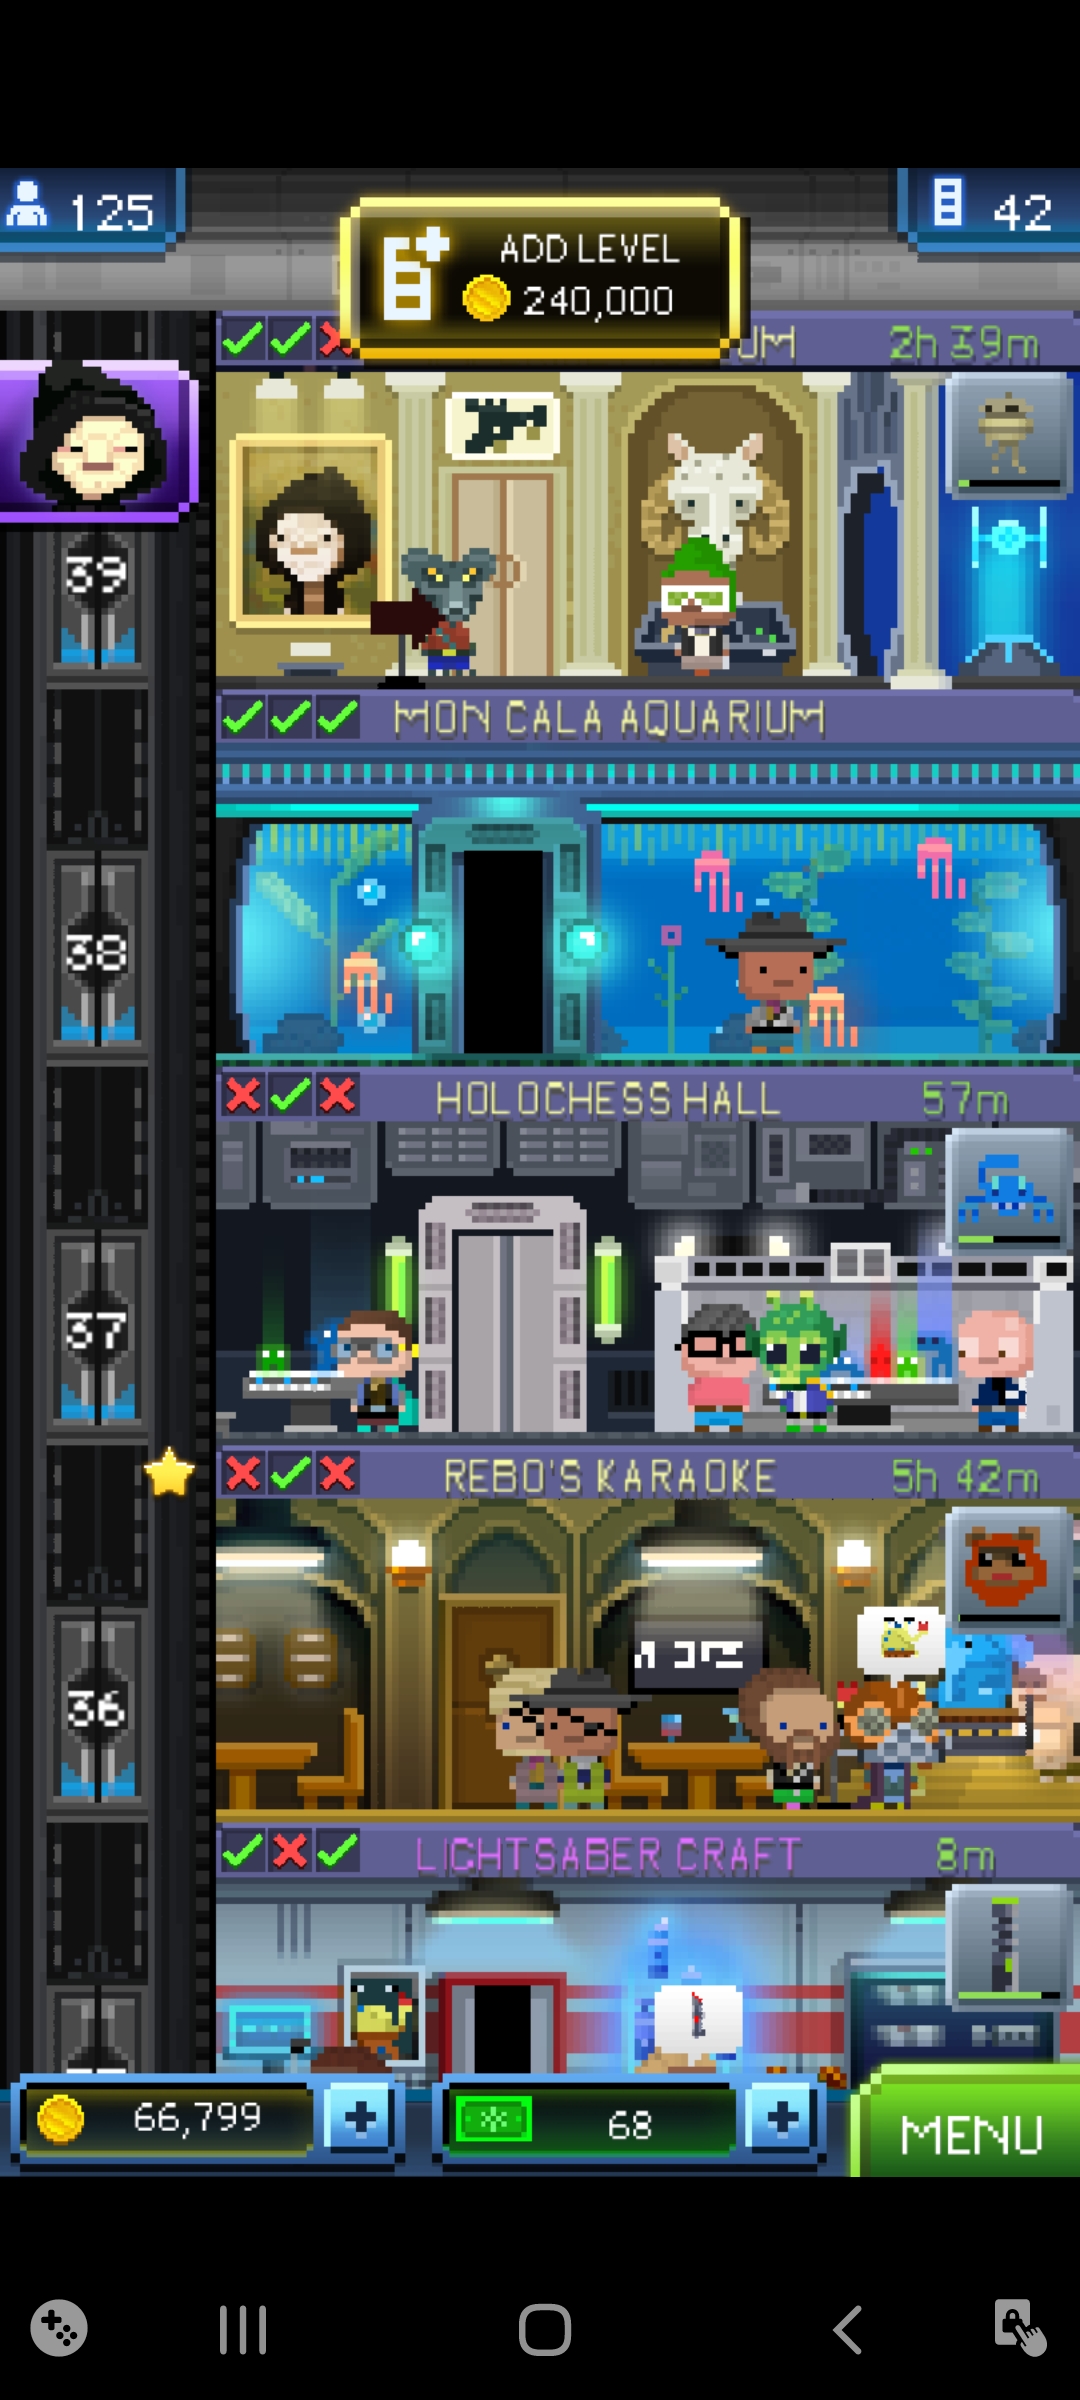 125
ADD LEVEL
240,000
42
UM
2h 39m
39
MON CALA AQUARIUM
38
HOLOCHESS HALL
57m
37
REBO'S KARAOKE
5h 42m
36
LIGHTSABER CRAFT
8m
66,799
68
MENU